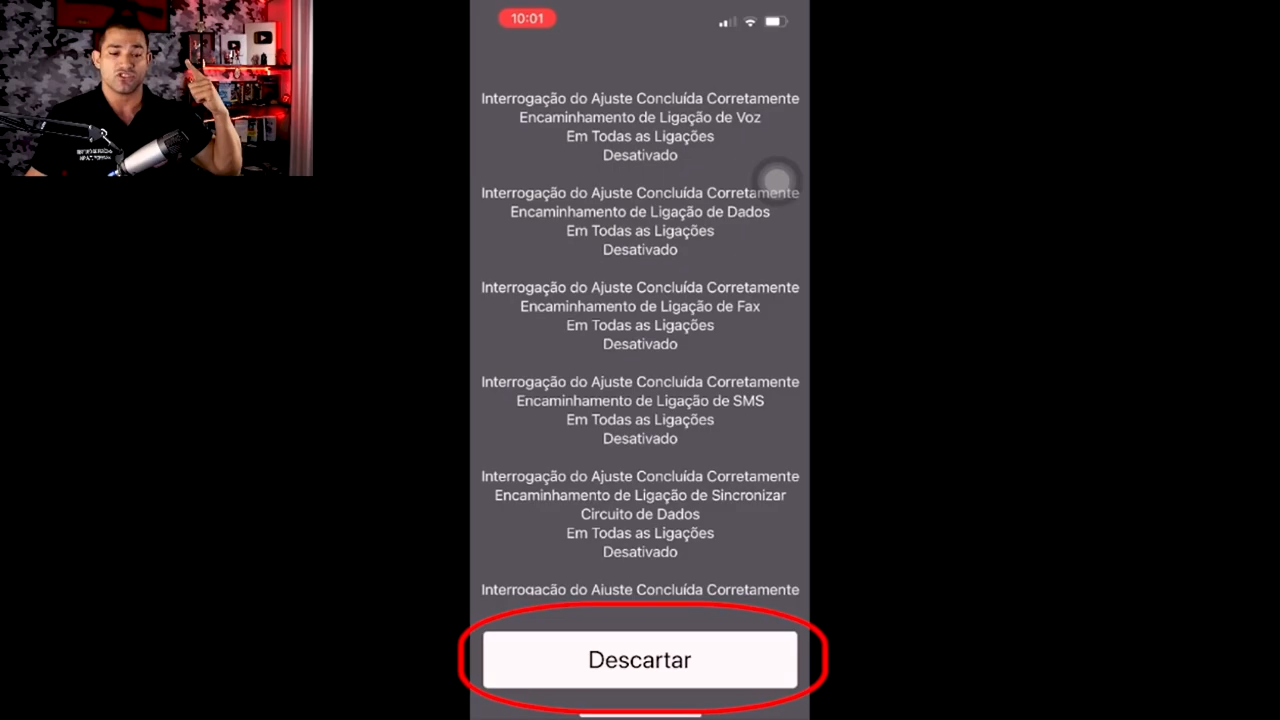 10:01
Interrogação do Ajuste Concluída Corretamente
Encaminhamento de Ligação de Voz
Em Todas as Ligações
Desativado
Interrogação do Ajuste Concluída Corretamente
Encaminhamento de Ligação de Dados
Em Todas as Ligações
Desativado
Interrogação do Ajuste Concluída Corretamente
Encaminhamento de Ligação de Fax
Em Todas as Ligações
Desativado
Interrogação do Ajuste Concluída Corretamente
Encaminhamento de Ligação de SMS
Em Todas as Ligações
Desativado
Interrogação do Ajuste Concluída Corretamente
Encaminhamento de Ligação de Sincronizar
Circuito de Dados
Em Todas as Ligações
Desativado
Interrogação do Ajuste Concluída Corretamente
Descartar